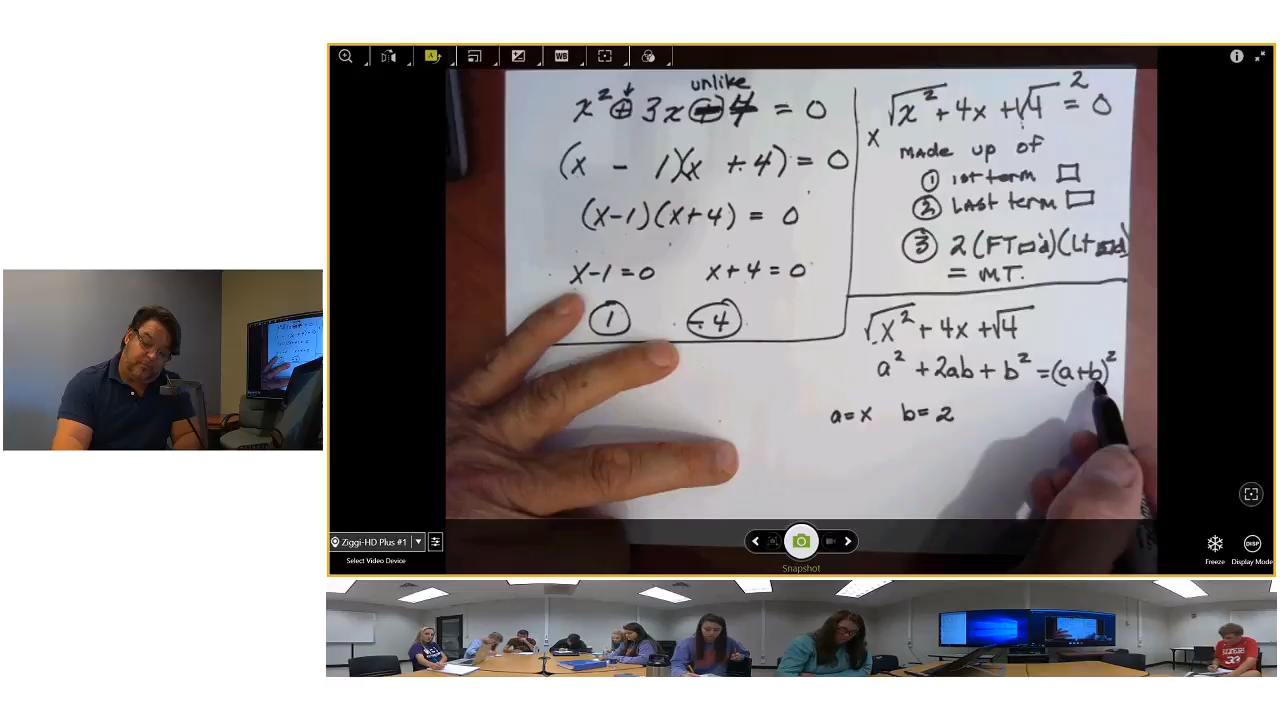 unlike
x² + 3x - 4 = 0
(x - 1)(x + 4) = 0
(x-1)(x+4) = 0
x-1=0 x+4=0
1 -4
√x² + 4x + √4 = 0
x 2
MADE UP OF
① 1st term □
② LAST term □
③ 2(FT□'d)(LT□'d)
= MT.
√x² + 4x + √4
a² + 2ab + b² = (a+b)²
a=x b=2
WB
Ziggi-HD Plus #1
Select Video Device
Snapshot
Freeze
DISP
Display Mode